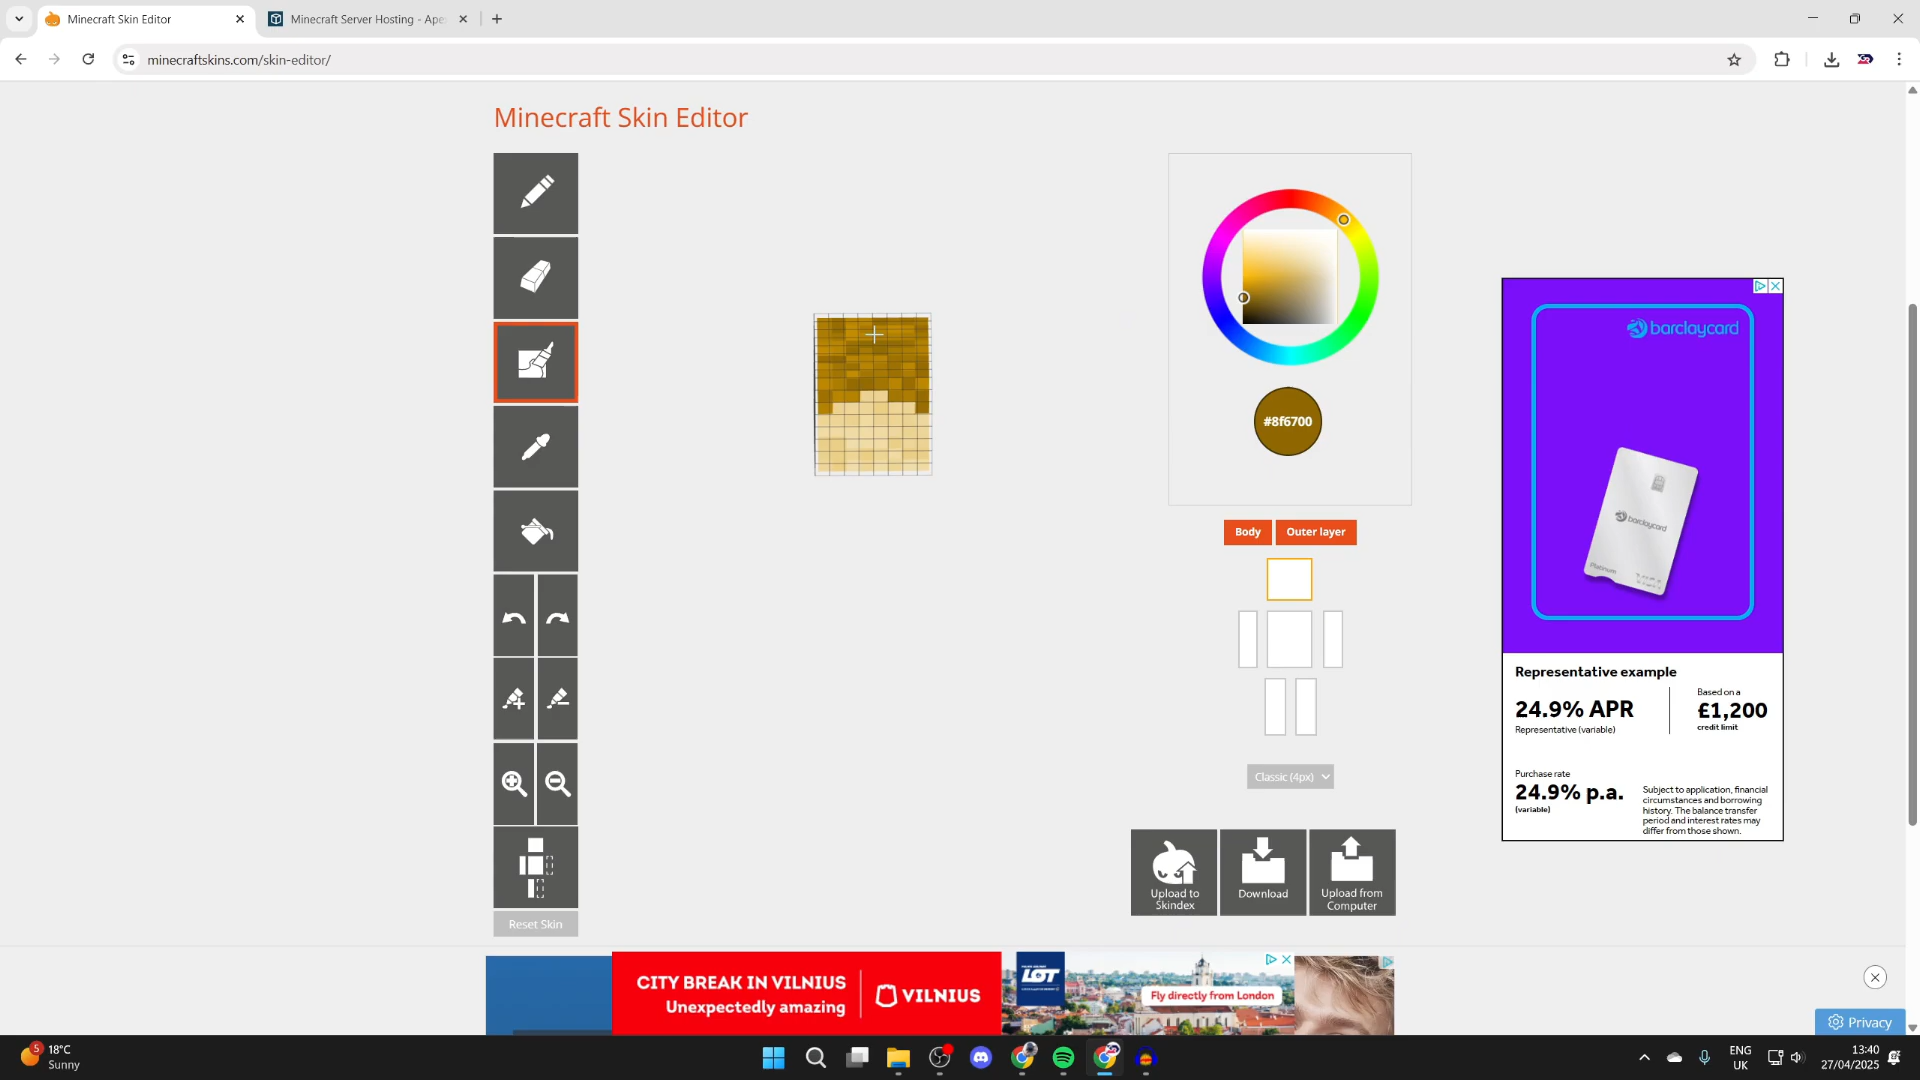 Minecraft Skin Editor
Minecraft Server Hosting - Ape
minecraftskins.com/skin-editor/
Minecraft Skin Editor
#8f6700
Body
Outer layer
Classic (4px)
Upload to
Skindex
Download
Upload from
Computer
Reset Skin
barclaycard
barclaycard
Platinum
Representative example
24.9% APR
Representative (variable)
Based on a
£1,200
credit limit
Purchase rate
24.9% p.a.
(variable)
Subject to application, financial
circumstances and borrowing
history. The balance transfer
period and interest rates may
differ from those shown.
CITY BREAK IN VILNIUS
Unexpectedly amazing
VILNIUS
LOT
Fly directly from London
Privacy
5
18°C
Sunny
ENG
UK
13:40
27/04/2025